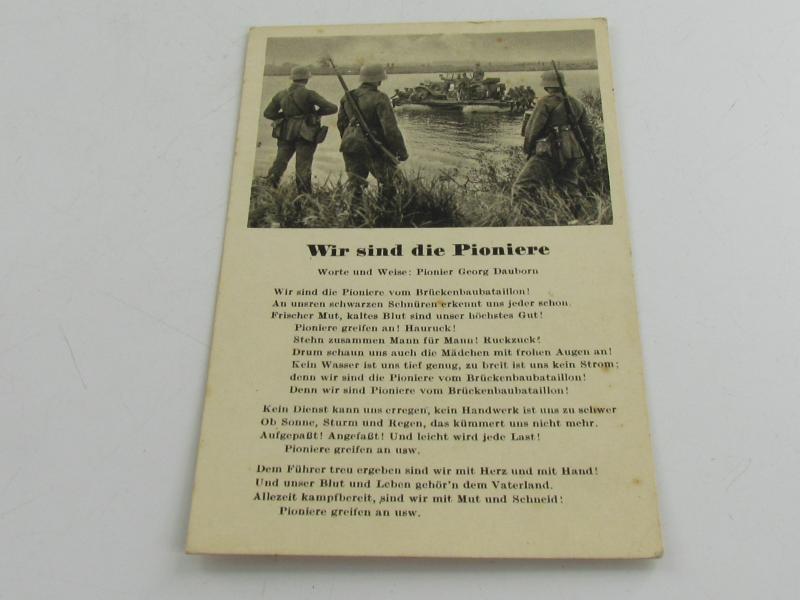 Wir sind die Pioniere
Worte und Weise: Pionier Georg Dauborn
Wir sind die Pioniere vom Brückenbaubataillon!
An unsren schwarzen Schnüren erkennt uns jeder schon.
Frischer Mut, kaltes Blut sind unser höchstes Gut!
Pioniere greifen an! Hauruck!
Stehn zusammen Mann für Mann! Ruckzuck!
Drum schaun uns auch die Mädchen mit frohen Augen an!
Kein Wasser ist uns tief genug, zu breit ist uns kein Strom;
denn wir sind die Pioniere vom Brückenbaubataillon!
Denn wir sind Pioniere vom Brückenbaubataillon!
Kein Dienst kann uns erregen, kein Handwerk ist uns zu schwer
Ob Sonne, Sturm und Regen, das kümmert uns nicht mehr.
Aufgepaßt! Angefaßt! Und leicht wird jede Last!
Pioniere greifen an usw.
Dem Führer treu ergeben sind wir mit Herz und mit Hand!
Und unser Blut und Leben gehör'n dem Vaterland.
Allezeit kampfbereit, sind wir mit Mut und Schneid!
Pioniere greifen an usw.